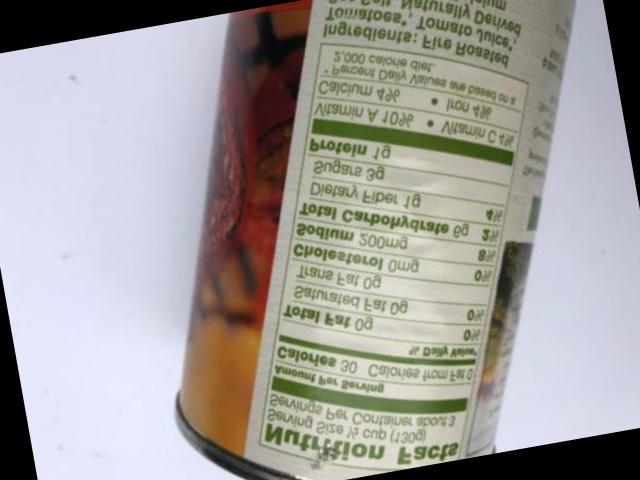 Nutrition Facts
Serving Size ½ cup (130g)
Servings Per Container about 3
Amount Per Serving
Calories 30 Calories from Fat 0
% Daily Value*
Total Fat 0g 0%
Saturated Fat 0g 0%
Trans Fat 0g
Cholesterol 0mg 0%
Sodium 200mg 8%
Total Carbohydrate 6g 2%
Dietary Fiber 1g 4%
Sugars 3g
Protein 1g
Vitamin A 10% • Vitamin C 4%
Calcium 4% • Iron 4%
* Percent Daily Values are based on a
2,000 calorie diet.
Ingredients: Fire Roasted
Tomatoes*, Tomato Juice*,
Sea Salt, Naturally Derived